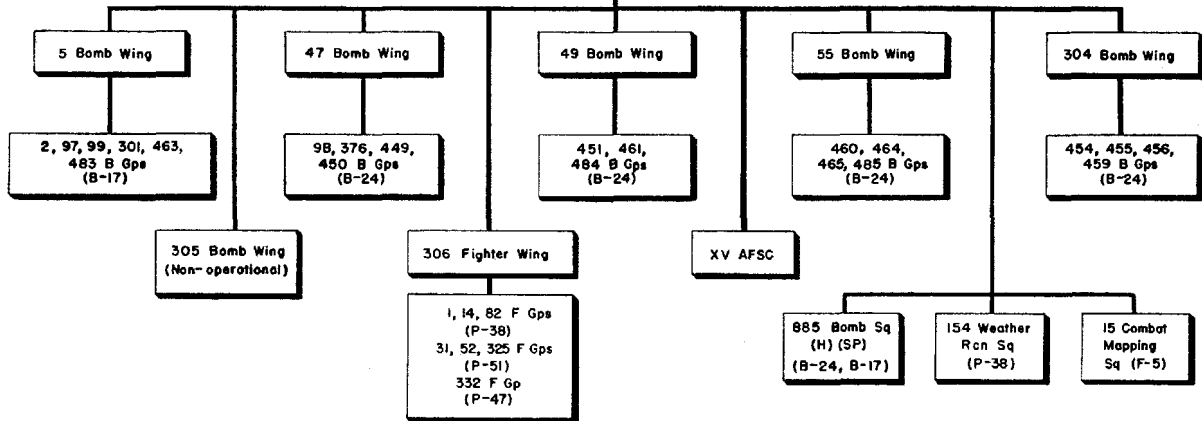 5 Bomb Wing
47 Bomb Wing
49 Bomb Wing
55 Bomb Wing
304 Bomb Wing
2, 97, 99, 301, 463,
483 B Gps
(B-17)
98, 376, 449,
450 B Gps
(B-24)
451, 461,
484 B Gps
(B-24)
460, 464,
465, 485 B Gps
(B-24)
454, 455, 456,
459 B Gps
(B-24)
305 Bomb Wing
(Non-operational)
306 Fighter Wing
XV AFSC
1, 14, 82 F Gps
(P-38)
31, 52, 325 F Gps
(P-51)
332 F Gp
(P-47)
885 Bomb Sq
(H) (SP)
(B-24, B-17)
154 Weather
Rcn Sq
(P-38)
15 Combat
Mapping
Sq (F-5)